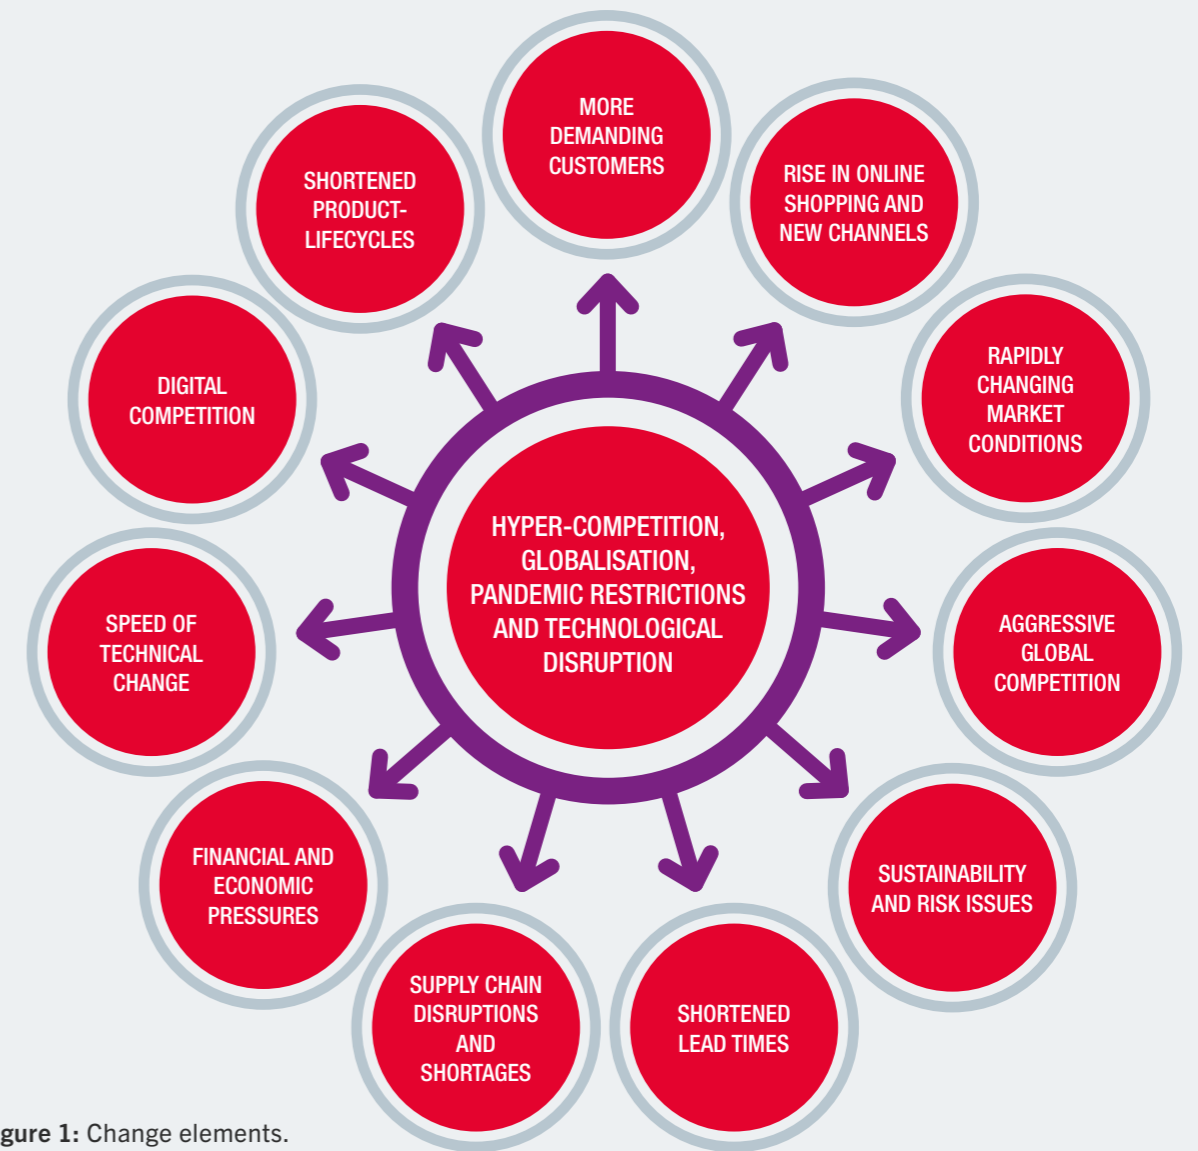 MORE
DEMANDING
CUSTOMERS
RISE IN ONLINE
SHOPPING AND
NEW CHANNELS
RAPIDLY
CHANGING
MARKET
CONDITIONS
AGGRESSIVE
GLOBAL
COMPETITION
SUSTAINABILITY
AND RISK ISSUES
SHORTENED
LEAD TIMES
SUPPLY CHAIN
DISRUPTIONS
AND
SHORTAGES
FINANCIAL AND
ECONOMIC
PRESSURES
SPEED OF
TECHNICAL
CHANGE
DIGITAL
COMPETITION
SHORTENED
PRODUCT-
LIFECYCLES
HYPER-COMPETITION,
GLOBALISATION,
PANDEMIC RESTRICTIONS
AND TECHNOLOGICAL
DISRUPTION
gure 1: Change elements.